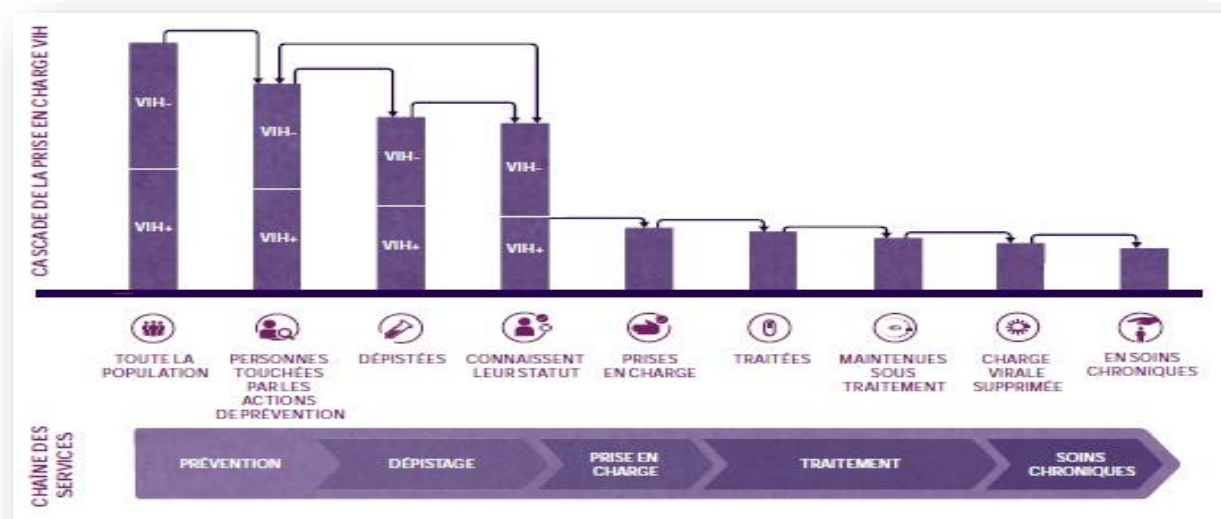 CASCADE DE LA PRISE EN CHARGE VIH
VIH-
VIH+
VIH-
VIH+
VIH-
VIH+
VIH-
VIH+
TOUTE LA
POPULATION
PERSONNES
TOUCHÉES
PAR LES
ACTIONS
DE PRÉVENTION
DÉPISTÉES
CONNAISSENT
LEUR STATUT
PRISES
EN CHARGE
TRAITÉES
MAINTENUES
SOUS
TRAITEMENT
CHARGE
VIRALE
SUPPRIMÉE
EN SOINS
CHRONIQUES
CHAÎNE DES
SERVICES
PRÉVENTION
DÉPISTAGE
PRISE EN
CHARGE
TRAITEMENT
SOINS
CHRONIQUES